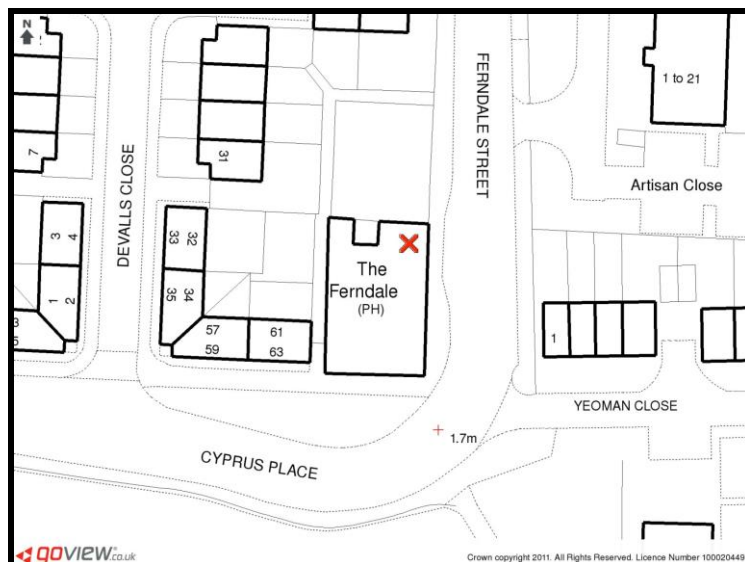 N
FERNDALE STREET
1 to 21
7
31
Artisan Close
DEVALLS CLOSE
3
4
33
32
The
Ferndale
(PH)
1
2
35
34
3
5
57
61
59
63
1
YEOMAN CLOSE
1.7m
CYPRUS PLACE
goview.co.uk
Crown copyright 2011. All Rights Reserved. Licence Number 100020449